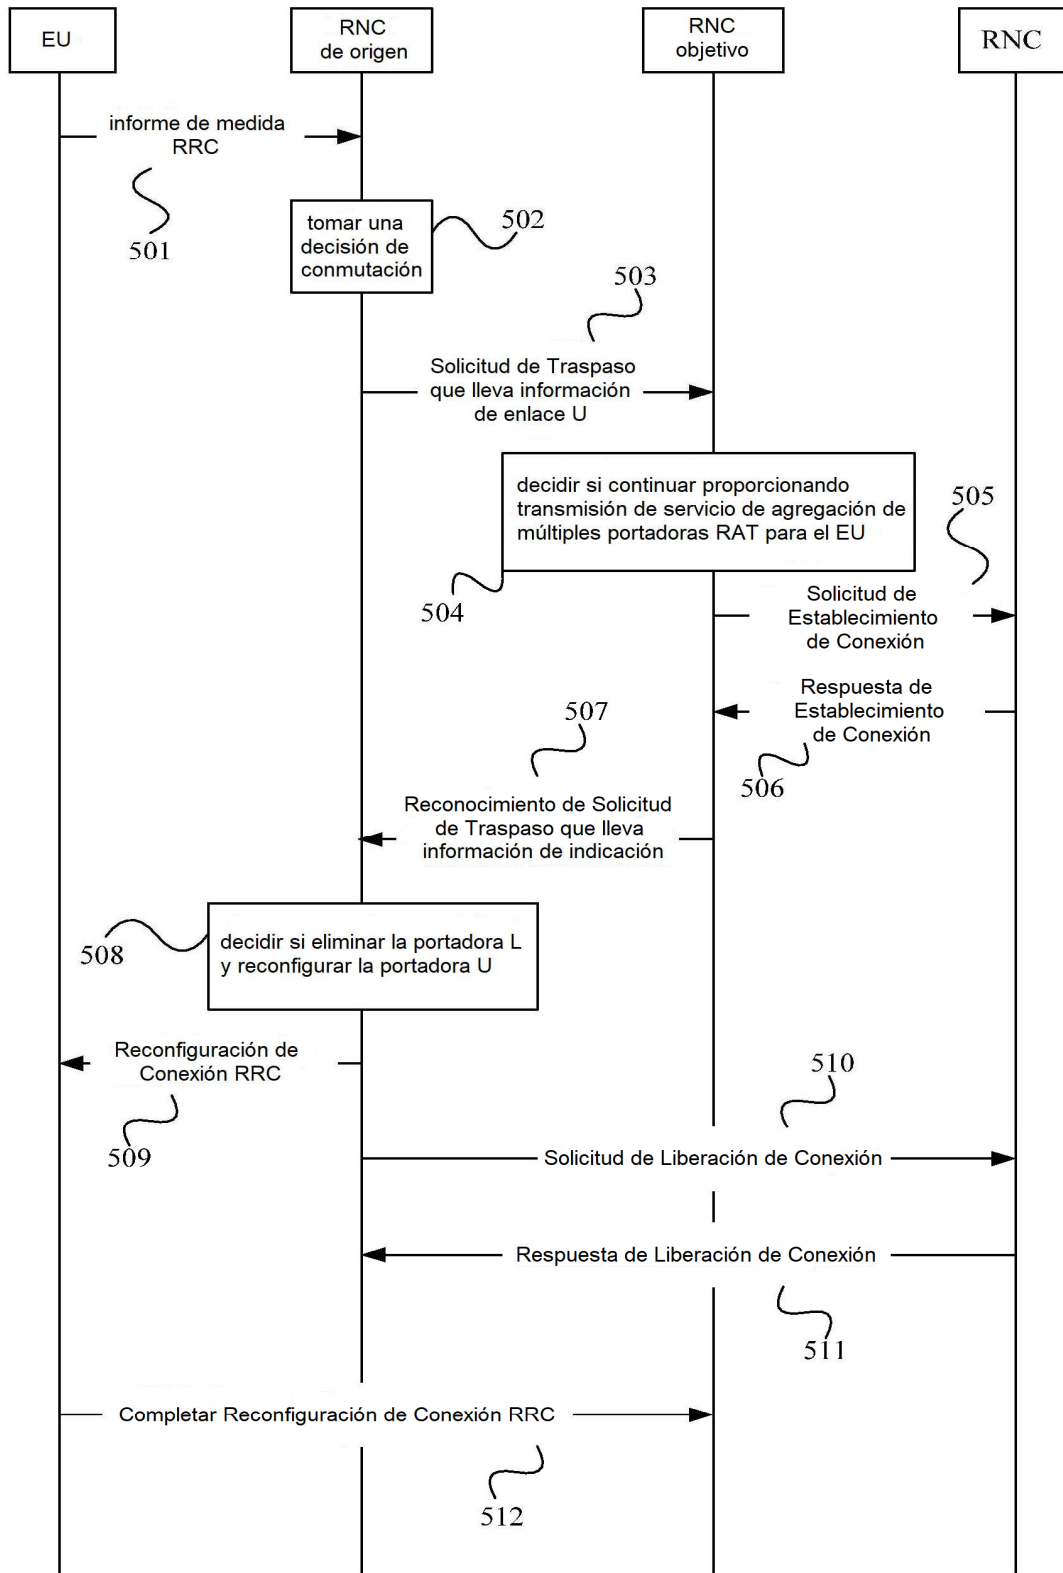 EU
RNC
de origen
RNC
objetivo
RNC
informe de medida
RRC
501
tomar una
decisión de
conmutación
502
503
Solicitud de Traspaso
que lleva información
de enlace U
decidir si continuar proporcionando
transmisión de servicio de agregación de
múltiples portadoras RAT para el EU
504
505
Solicitud de
Establecimiento
de Conexión
Respuesta de
Establecimiento
de Conexión
506
507
Reconocimiento de Solicitud
de Traspaso que lleva
información de indicación
508
decidir si eliminar la portadora L
y reconfigurar la portadora U
Reconfiguración de
Conexión RRC
509
510
Solicitud de Liberación de Conexión
Respuesta de Liberación de Conexión
511
Completar Reconfiguración de Conexión RRC
512